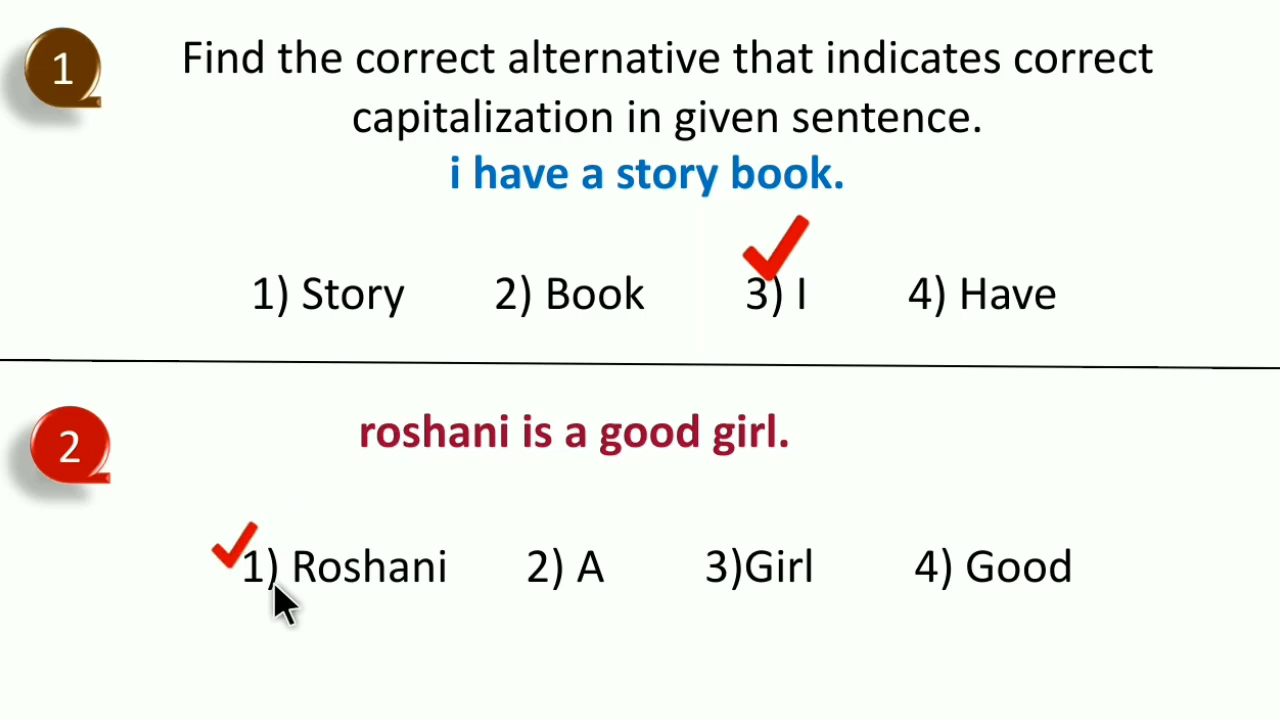 1
Find the correct alternative that indicates correct
capitalization in given sentence.
i have a story book.
1) Story 2) Book 3) I 4) Have
2
roshani is a good girl.
1) Roshani 2) A 3)Girl 4) Good